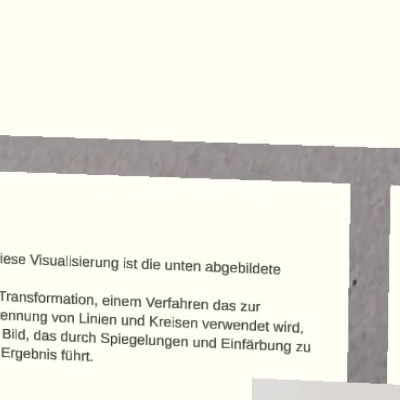 iese Visualisierung ist die unten abgebildete
Transformation, einem Verfahren das zur
ennung von Linien und Kreisen verwendet wird,
Bild, das durch Spiegelungen und Einfärbung zu
Ergebnis führt.